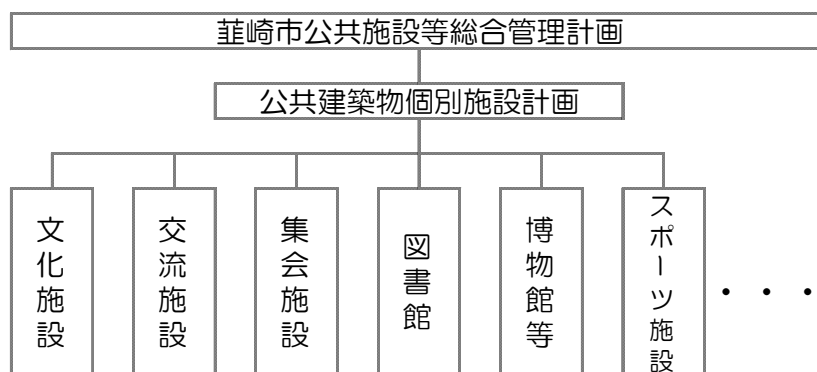 韮崎市公共施設等総合管理計画
公共建築物個別施設計画
文化施設
交流施設
集会施設
図書館
博物館等
スポーツ施設
・・・